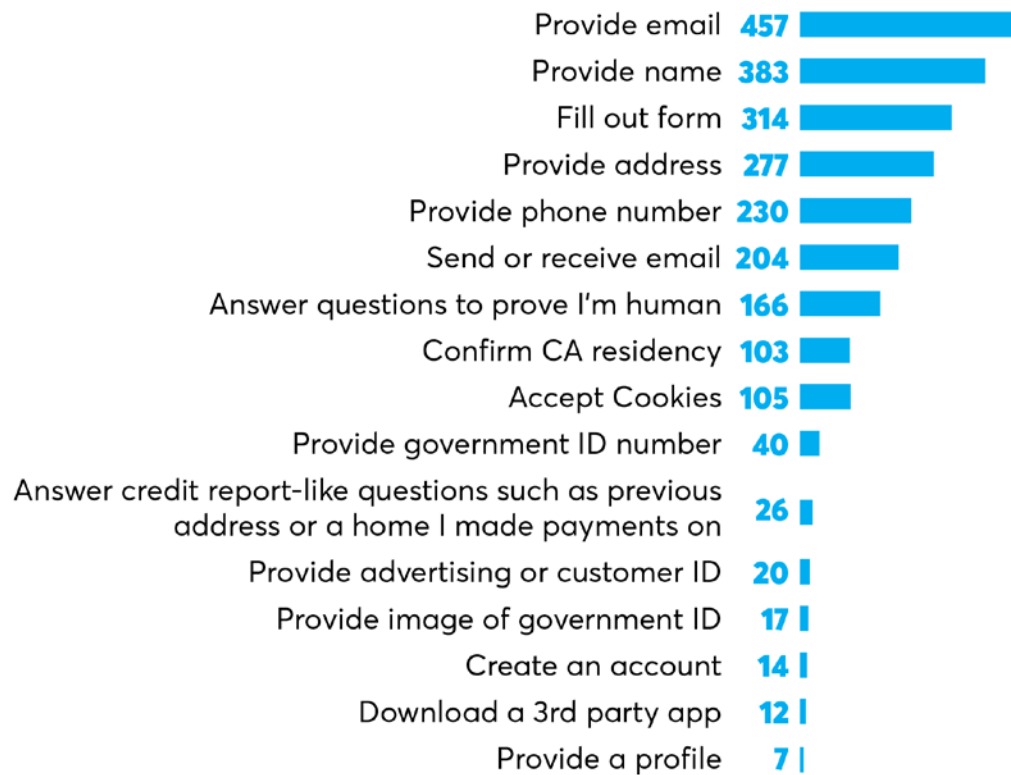 Provide email 457
Provide name 383
Fill out form 314
Provide address 277
Provide phone number 230
Send or receive email 204
Answer questions to prove I'm human 166
Confirm CA residency 103
Accept Cookies 105
Provide government ID number 40
Answer credit report-like questions such as previous
address or a home I made payments on 26
Provide advertising or customer ID 20
Provide image of government ID 17
Create an account 14
Download a 3rd party app 12
Provide a profile 7